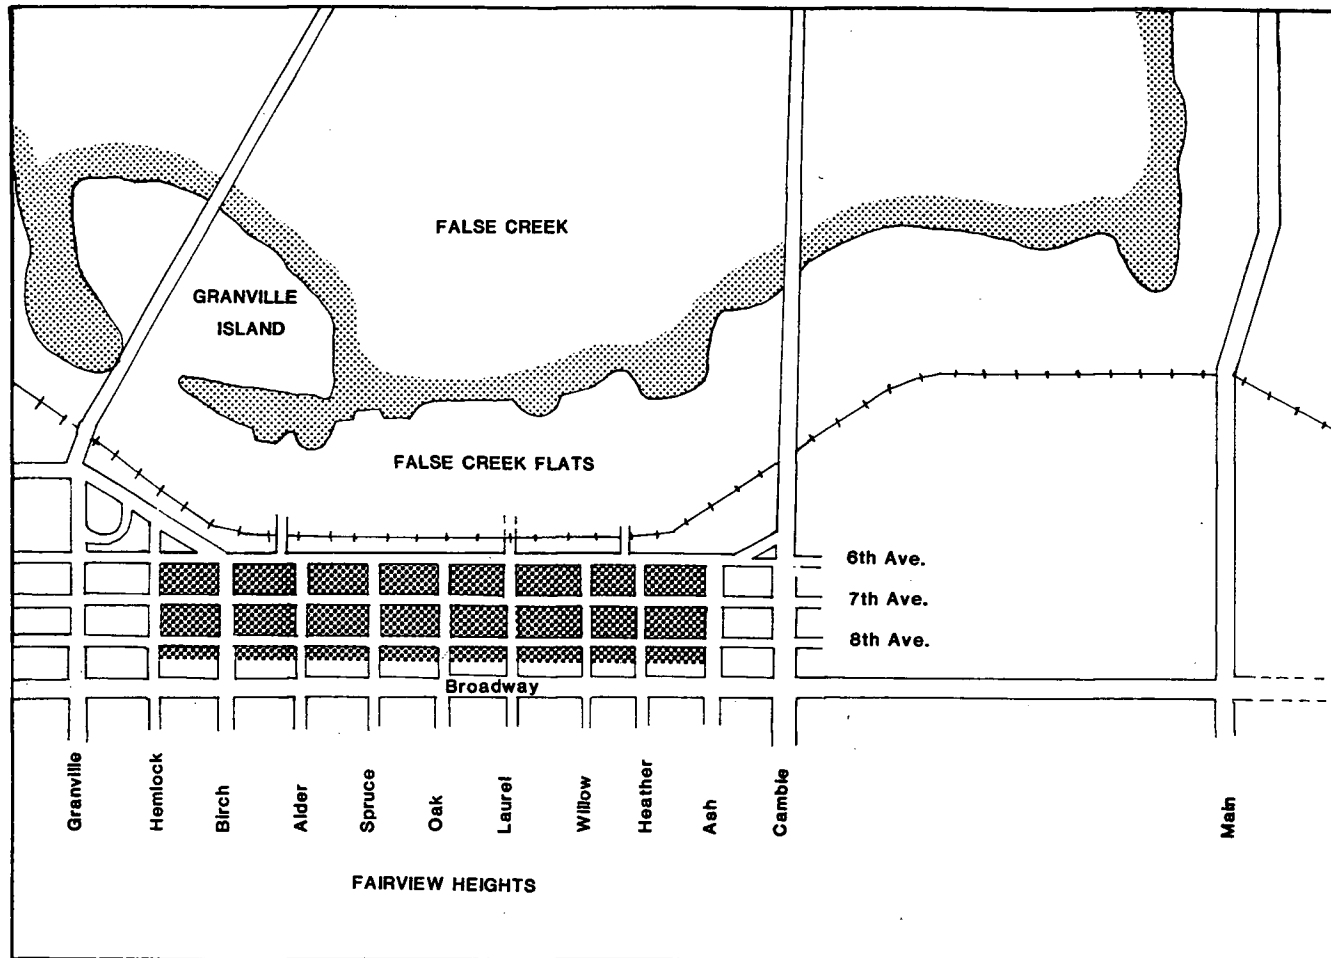 FALSE CREEK
GRANVILLE
ISLAND
FALSE CREEK FLATS
6th Ave.
7th Ave.
8th Ave.
Broadway
Granville
Hemlock
Birch
Alder
Spruce
Oak
Laurel
Willow
Heather
Ash
Cambie
Main
FAIRVIEW HEIGHTS